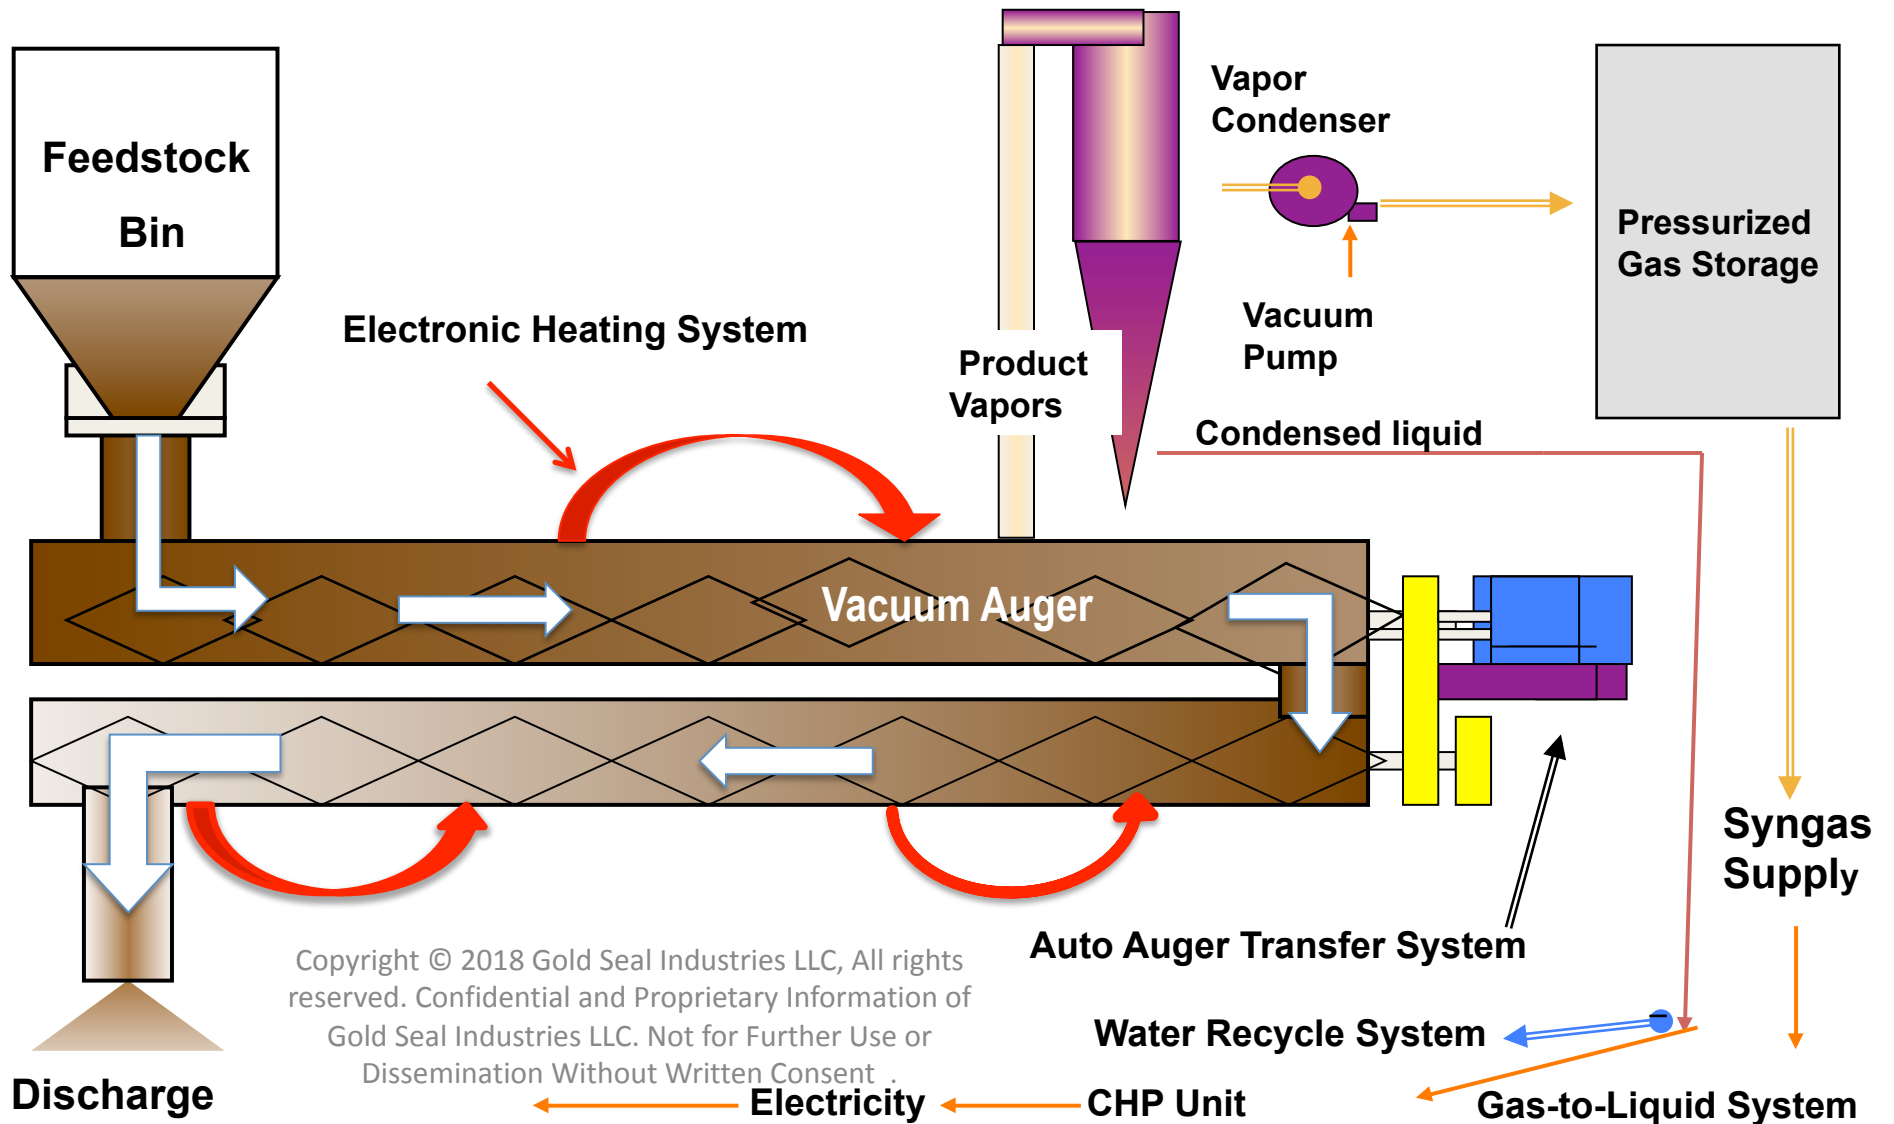 Feedstock
Bin
Electronic Heating System
Product
Vapors
Vapor
Condenser
Vacuum
Pump
Pressurized
Gas Storage
Condensed liquid
Vacuum Auger
Syngas
Supply
Auto Auger Transfer System
Copyright © 2018 Gold Seal Industries LLC, All rights
reserved. Confidential and Proprietary Information of
Gold Seal Industries LLC. Not for Further Use or
Dissemination Without Written Consent .
Water Recycle System
Discharge
Electricity
CHP Unit
Gas-to-Liquid System